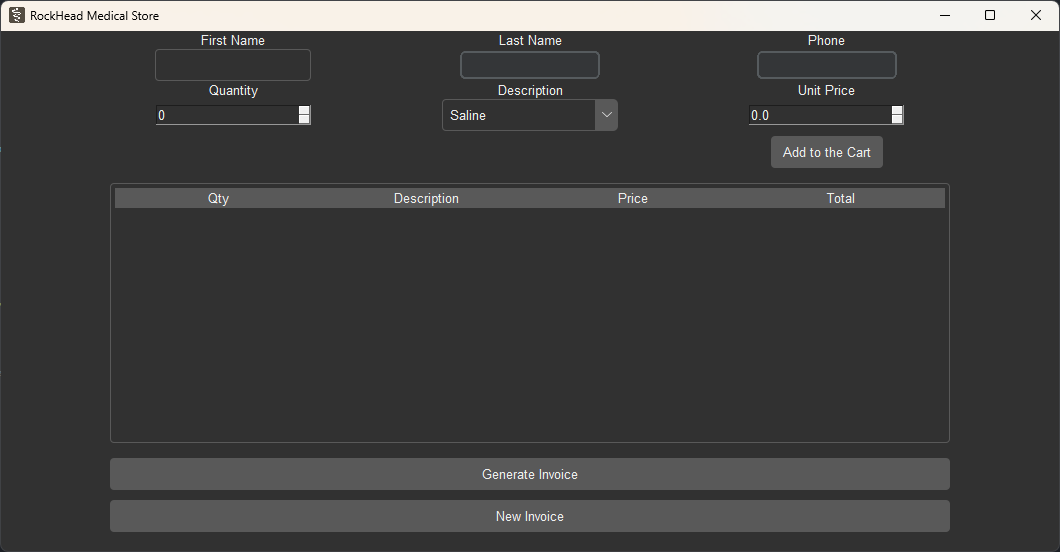 RockHead Medical Store
First Name Last Name Phone
Quantity Description Unit Price
0 Saline 0.0
Add to the Cart
Qty Description Price Total
Generate Invoice
New Invoice